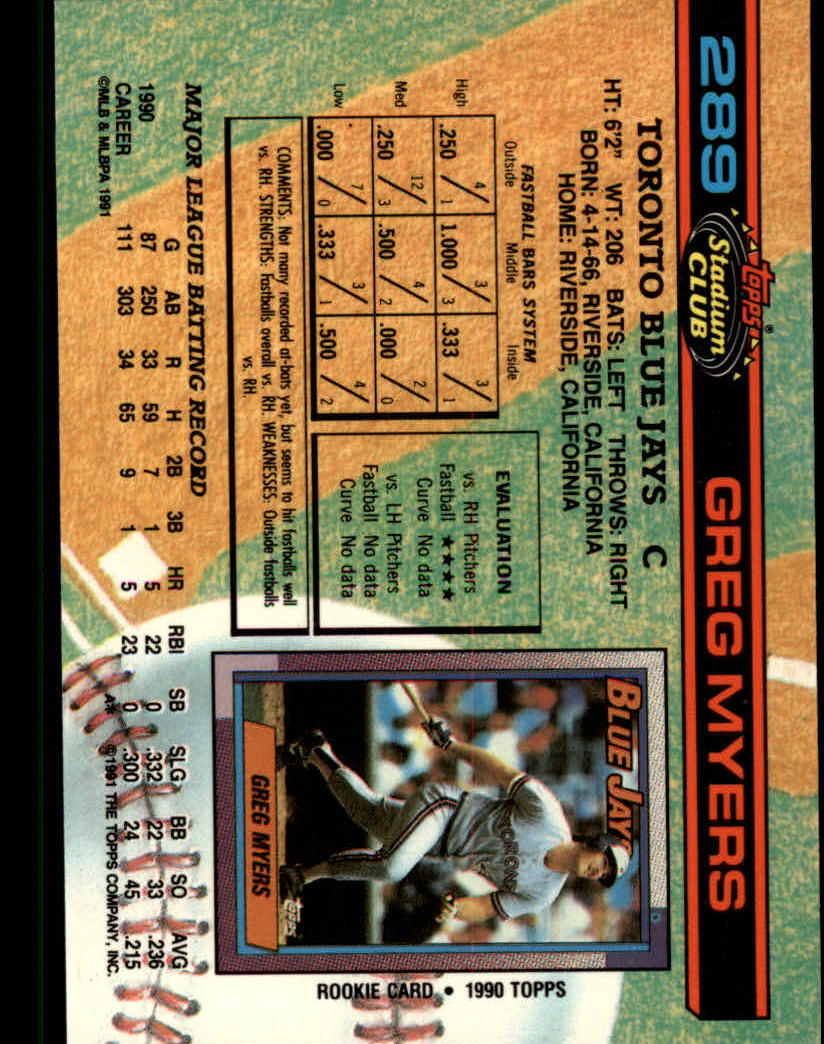 289
Topps®
Stadium
CLUB
GREG MYERS
TORONTO BLUE JAYS C
HT: 6'2" WT: 206 BATS: LEFT THROWS: RIGHT
BORN: 4-14-66, RIVERSIDE, CALIFORNIA
HOME: RIVERSIDE, CALIFORNIA
FASTBALL BARS SYSTEM
Outside Middle Inside
High .250 4/1 1.000 3/3 .333 3/1
Med .250 12/3 .500 4/2 .000 2/0
Low .000 7/0 .333 3/1 .500 4/2
EVALUATION
vs. RH Pitchers
Fastball ★★★★
Curve No data
vs. LH Pitchers
Fastball No data
Curve No data
COMMENTS: Not many recorded at-bats yet, but seems to hit fastballs well
vs. RH. STRENGTHS: Fastballs overall vs. RH. WEAKNESSES: Outside fastballs
vs. RH.
BLUE JAYS
TORONTO
GREG MYERS
Topps
ROOKIE CARD • 1990 TOPPS
MAJOR LEAGUE BATTING RECORD
G AB R H 2B 3B HR RBI SB SLG BB SO AVG
1990 87 250 33 59 7 1 5 22 0 .332 22 33 .236
CAREER 111 303 34 65 9 1 5 23 0 .300 24 45 .215
©MLB & MLBPA 1991 A* ©1991 THE TOPPS COMPANY, INC.